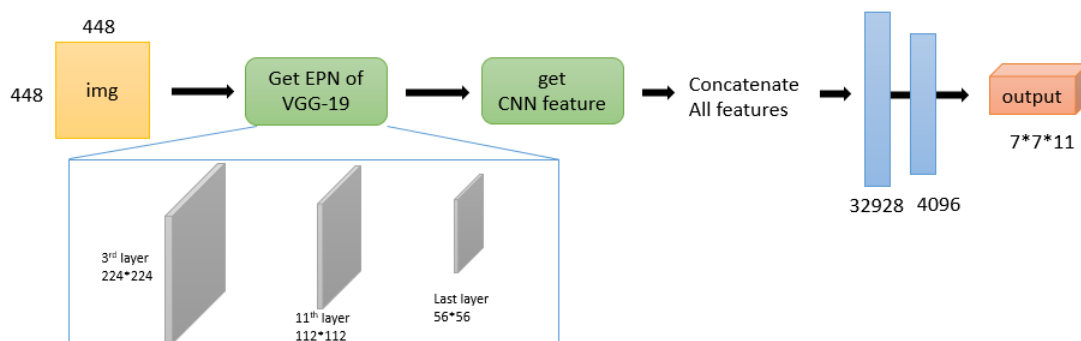 448
448
img
Get EPN of
VGG-19
get
CNN feature
Concatenate
All features
output
7*7*11
32928
4096
3rd layer
224*224
11th layer
112*112
Last layer
56*56